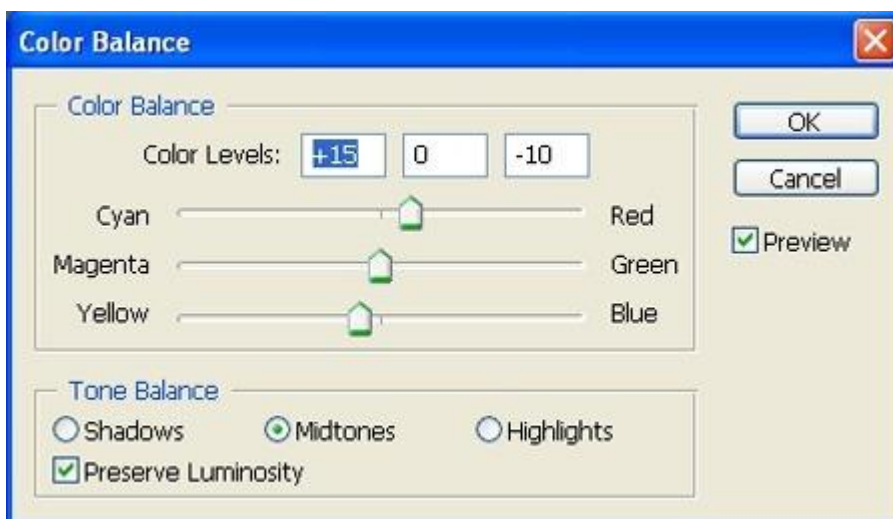 Color Balance
Color Balance
Color Levels: +15 0 -10
Cyan Red
Magenta Green
Yellow Blue
OK
Cancel
Preview
Tone Balance
Shadows Midtones Highlights
Preserve Luminosity